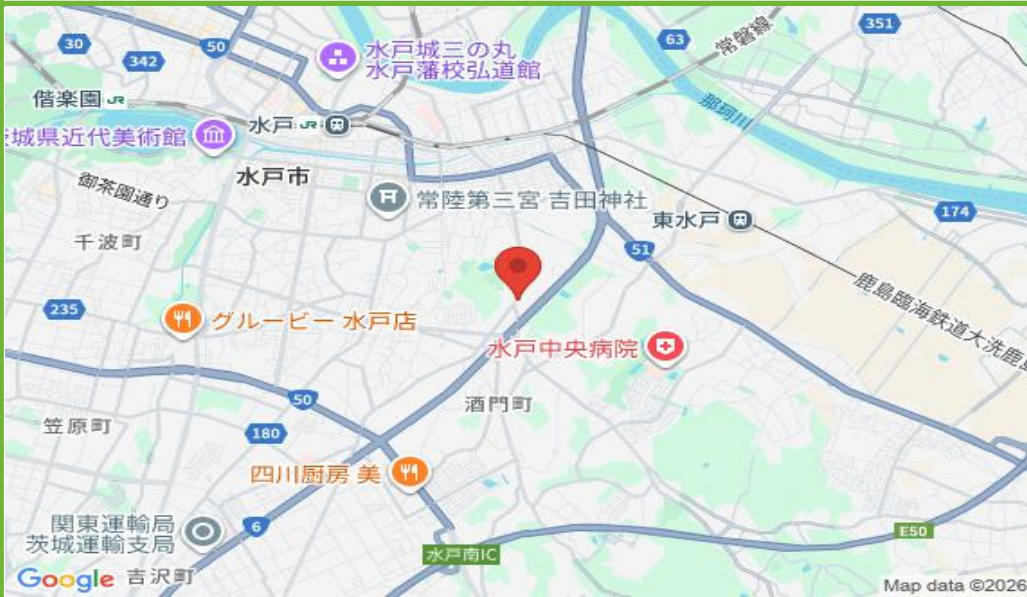 351
30
50
63
常磐線
水戸城三の丸
水戸藩校弘道館
342
偕楽園 JR
那珂川
水戸 JR
茨城県近代美術館
水戸市
御茶園通り
常陸第三宮 吉田神社
174
東水戸
千波町
51
鹿島臨海鉄道大洗鹿島
235
グルービー 水戸店
水戸中央病院
50
酒門町
笠原町
180
四川厨房 美
関東運輸局
茨城運輸支局
6
E50
水戸南IC
Google
吉沢町
Map data ©2026